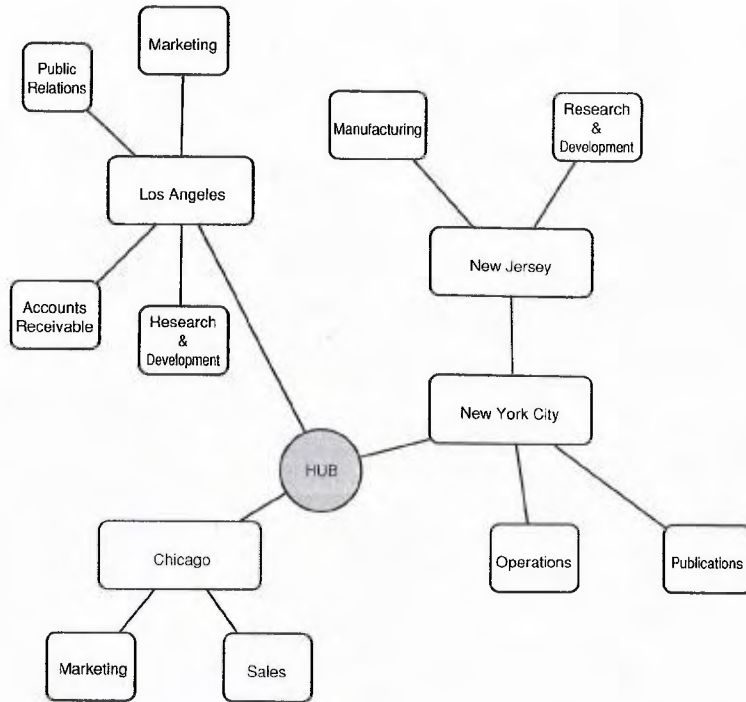 Marketing
Public
Relations
Los Angeles
Accounts
Receivable
Research
&
Development
Manufacturing
Research
&
Development
New Jersey
New York City
HUB
Operations
Publications
Chicago
Marketing
Sales